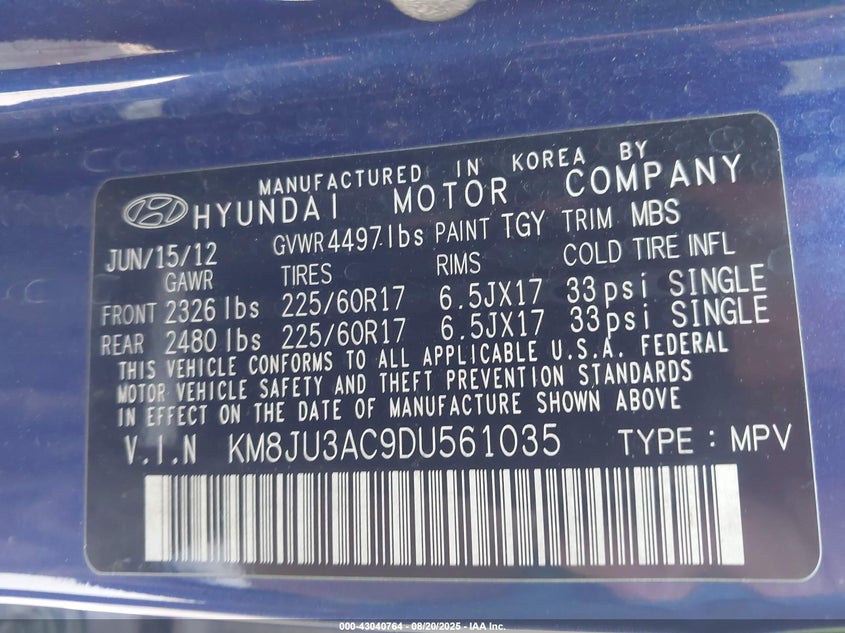 MANUFACTURED IN KOREA BY
HYUNDAI MOTOR COMPANY
JUN/15/12 GVWR 4497 lbs PAINT TGY TRIM MBS
GAWR TIRES RIMS COLD TIRE INFL
FRONT 2326 lbs 225/60R17 6.5JX17 33 psi SINGLE
REAR 2480 lbs 225/60R17 6.5JX17 33 psi SINGLE
THIS VEHICLE CONFORMS TO ALL APPLICABLE U.S.A. FEDERAL
MOTOR VEHICLE SAFETY AND THEFT PREVENTION STANDARDS
IN EFFECT ON THE DATE OF MANUFACTURE SHOWN ABOVE
V.I.N KM8JU3AC9DU561035 TYPE : MPV
000-43040764 - 08/20/2025 - IAA Inc.